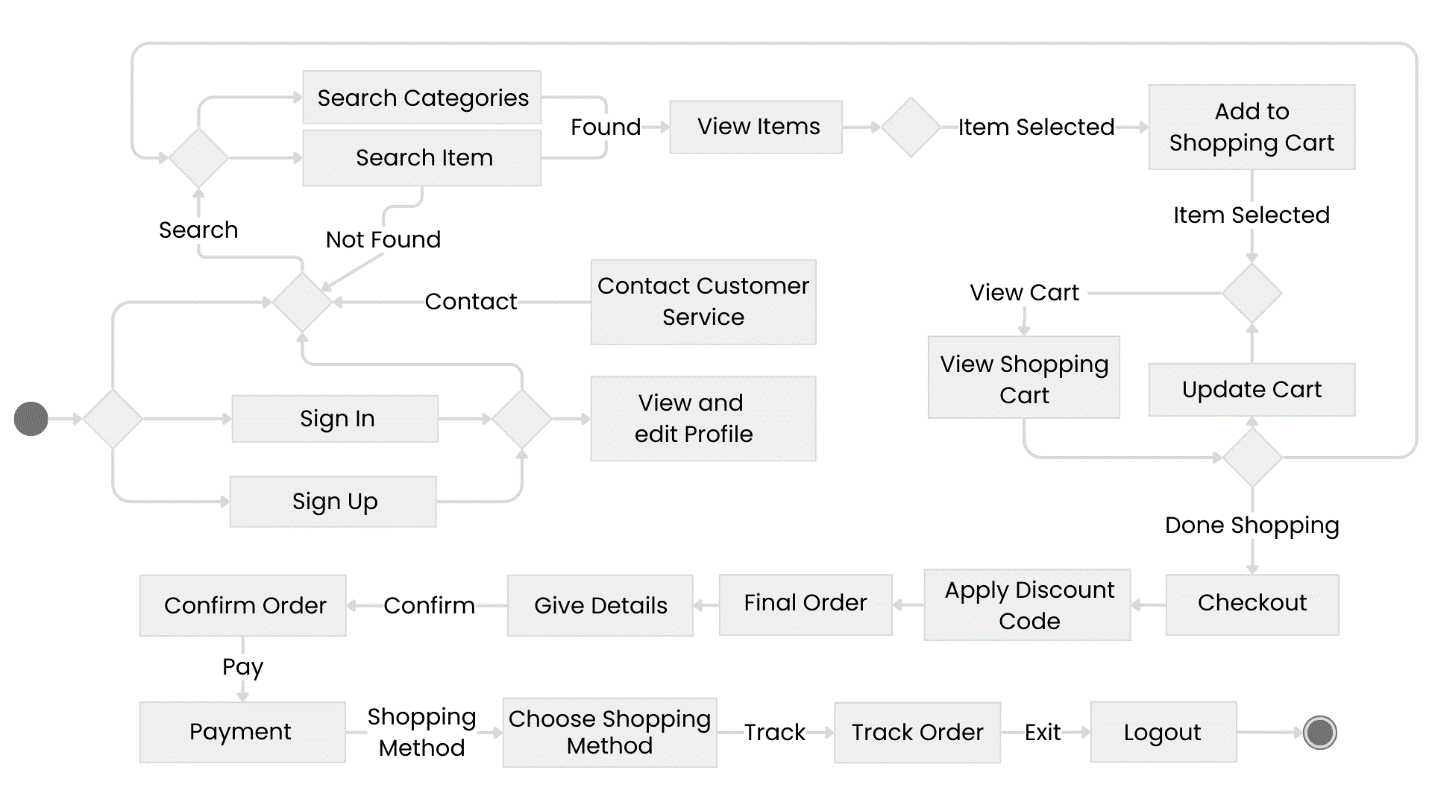 Search Categories
Search Item
Found
View Items
Item Selected
Add to
Shopping Cart
Search
Not Found
Item Selected
Contact
Contact Customer
Service
View Cart
View Shopping
Cart
Update Cart
Sign In
View and
edit Profile
Sign Up
Done Shopping
Confirm Order
Confirm
Give Details
Final Order
Apply Discount
Code
Checkout
Pay
Payment
Shopping
Method
Choose Shopping
Method
Track
Track Order
Exit
Logout